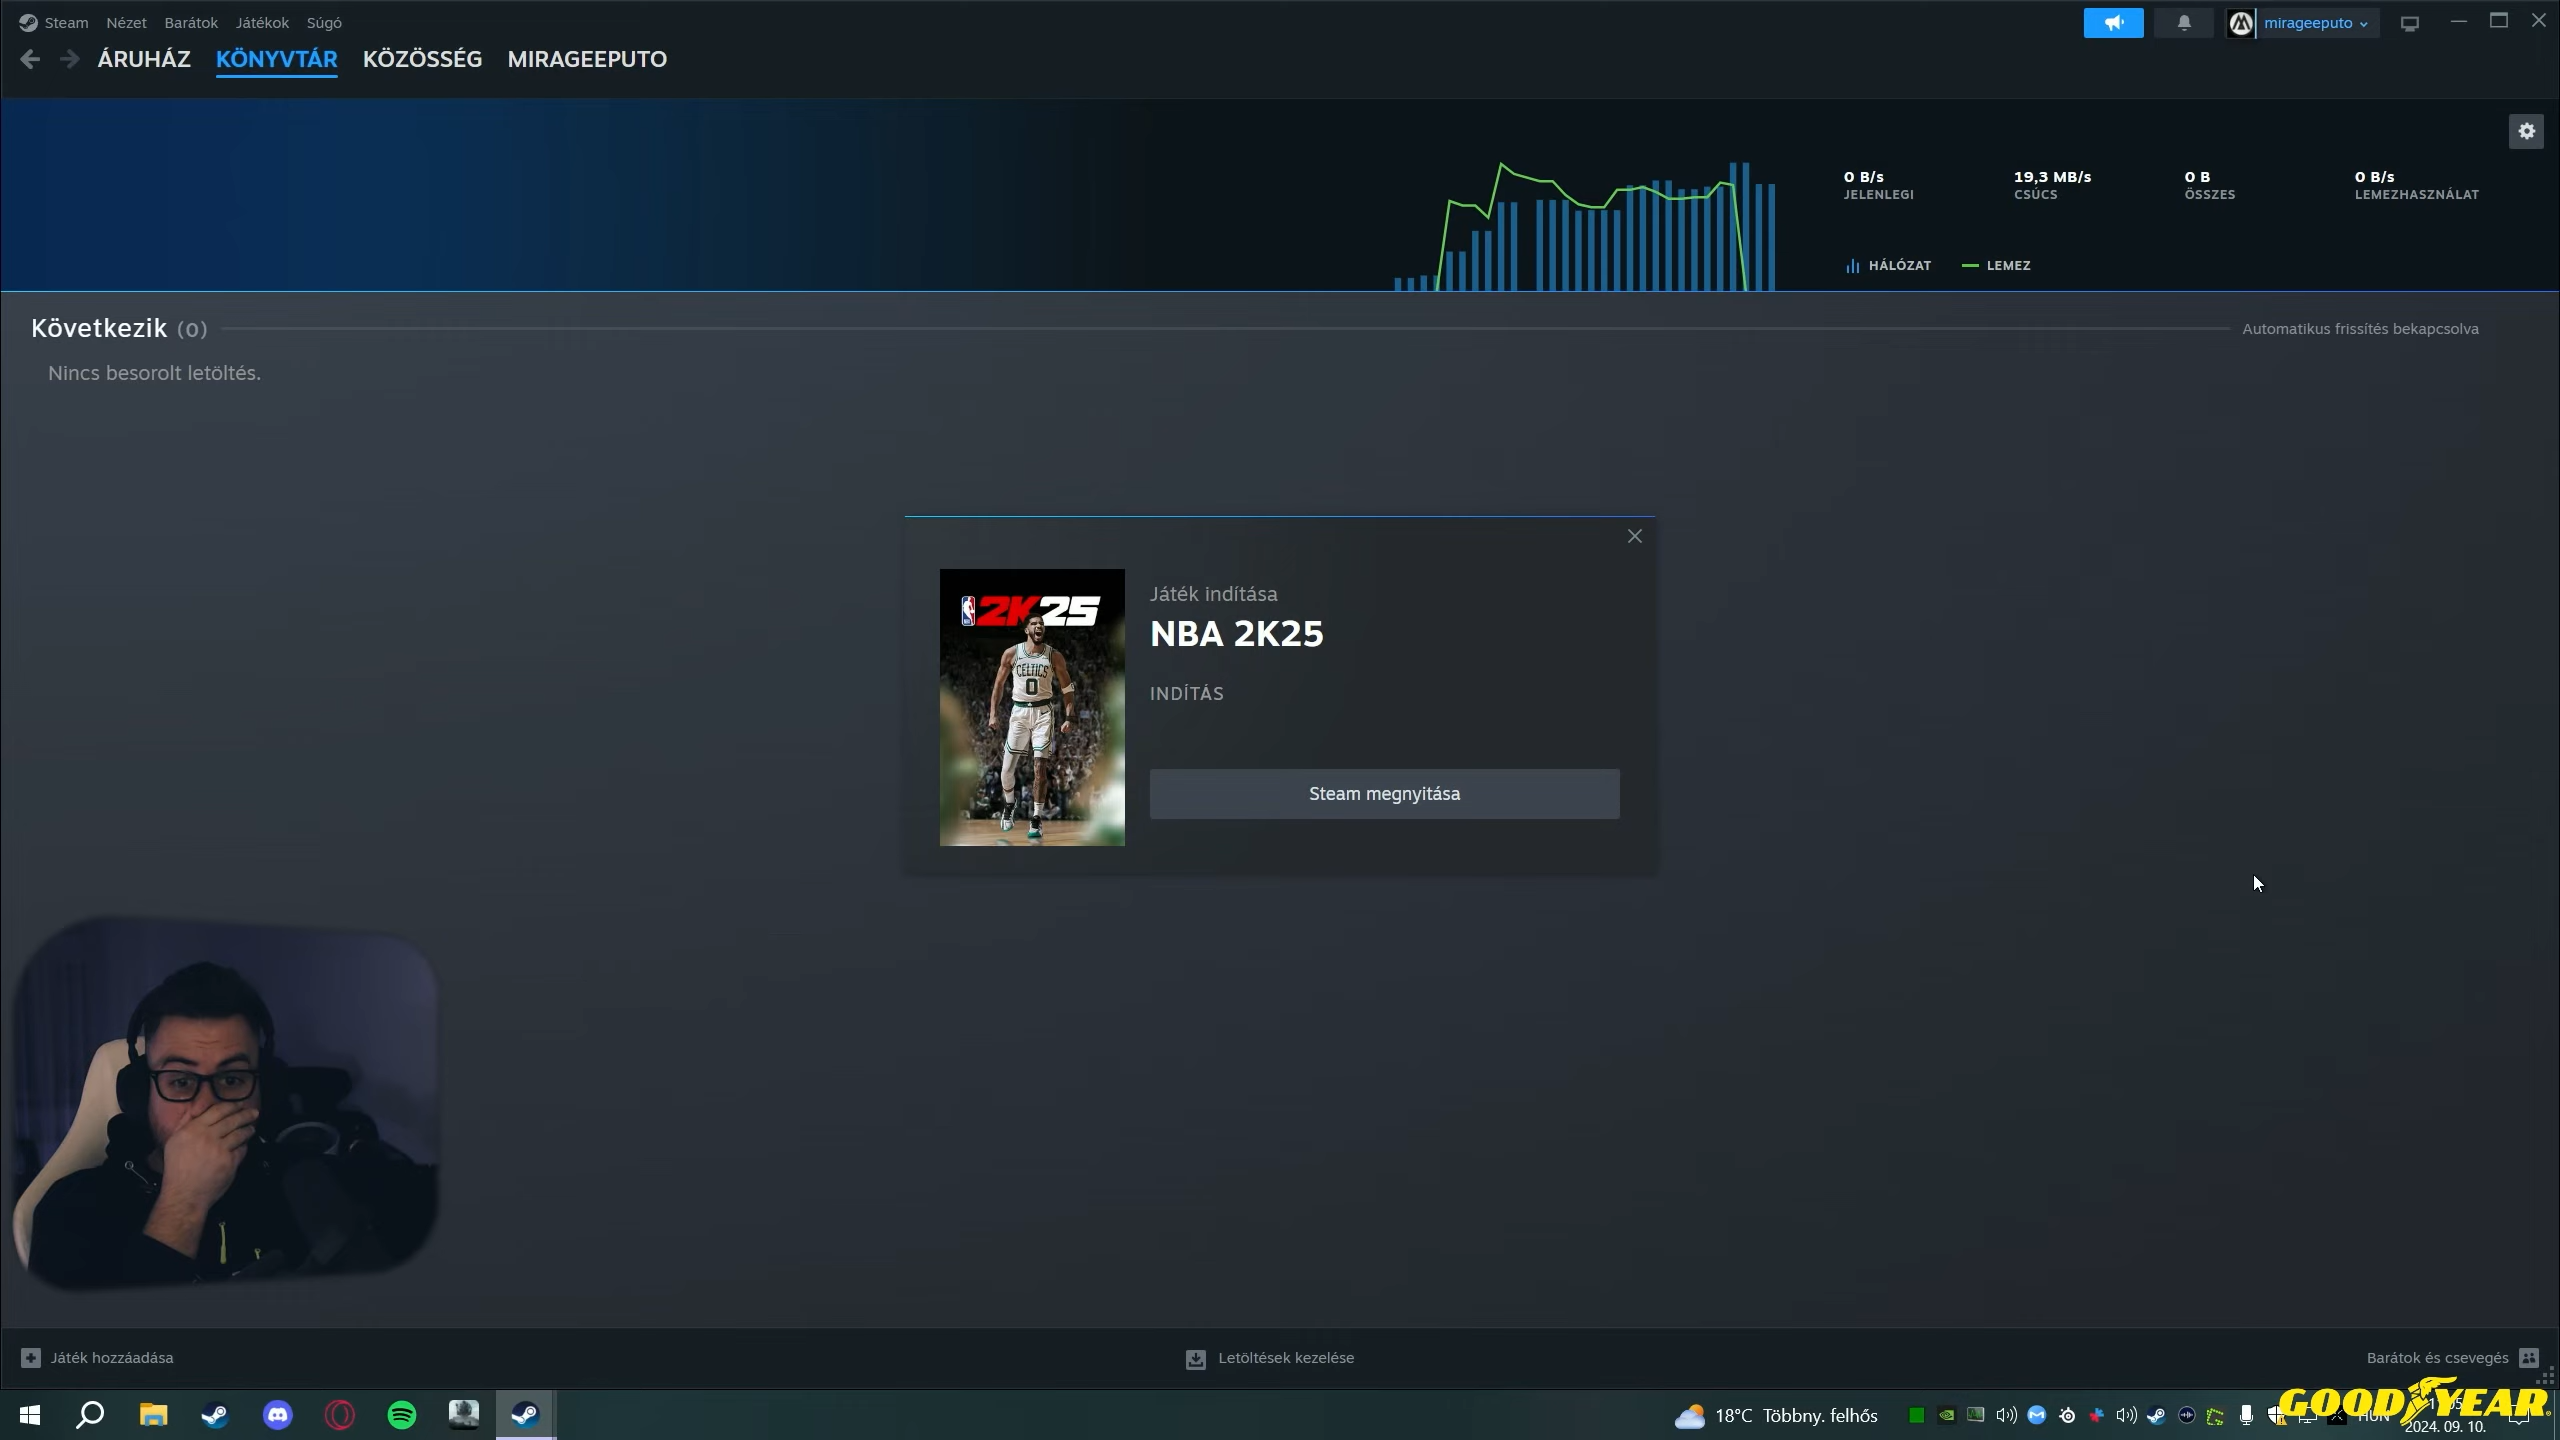 Steam Nézet Barátok Játékok Súgó
mirageeputo
ÁRUHÁZ KÖNYVTÁR KÖZÖSSÉG MIRAGEEPUTO
0 B/s 19,3 MB/s 0 B 0 B/s
JELENLEGI CSÚCS ÖSSZES LEMEZHASZNÁLAT
HÁLÓZAT LEMEZ
Következik (0)
Automatikus frissítés bekapcsolva
Nincs besorolt letöltés.
2K25
CELTICS
0
Játék indítása
NBA 2K25
INDÍTÁS
Steam megnyitása
Játék hozzáadása
Letöltések kezelése
Barátok és csevegés
GOODYEAR
18°C Többny. felhős
HUN
2024. 09. 10.